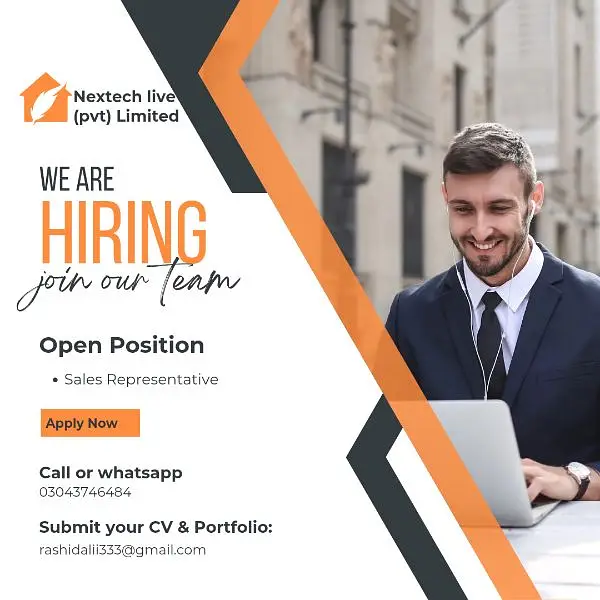 Nextech live
(pvt) Limited
WE ARE
HIRING
join our team
Open Position
• Sales Representative
Apply Now
Call or whatsapp
03043746484
Submit your CV & Portfolio:
rashidalii333@gmail.com